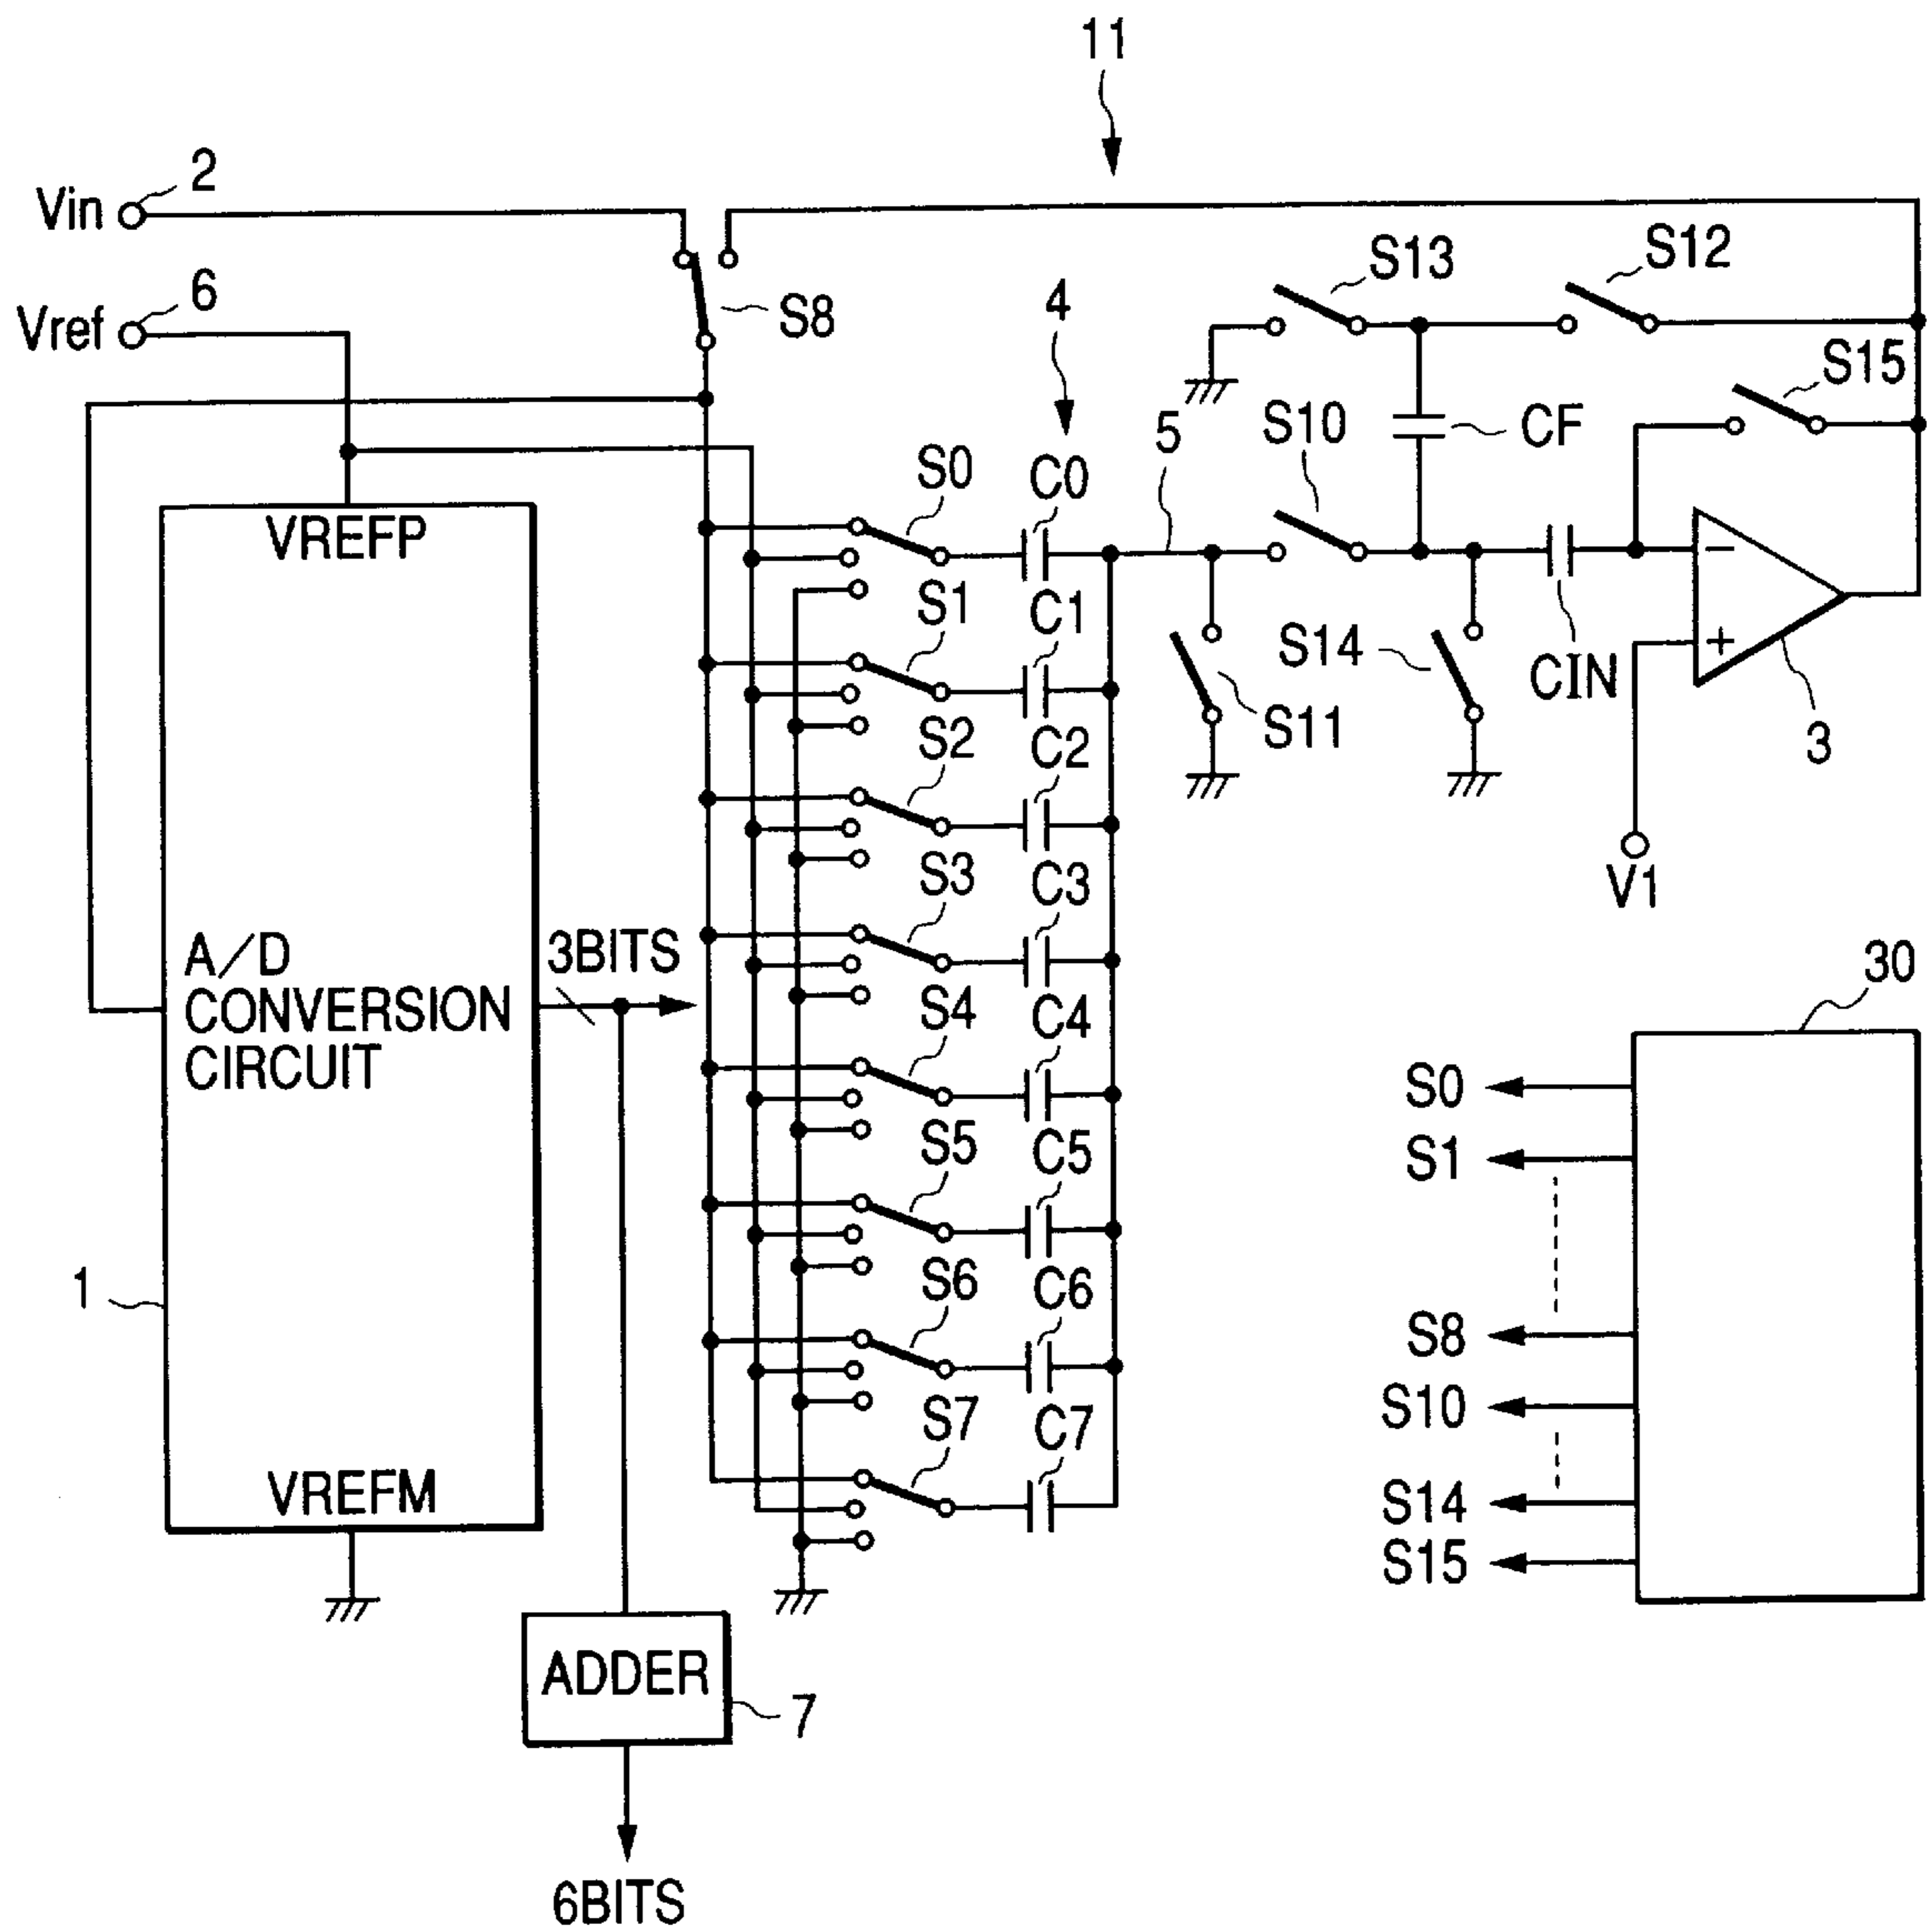 11
2
Vin
6
Vref
S8
4
S13
S12
S15
5
S10
CF
S0
C0
VREFP
S1
C1
S14
CIN
S11
3
S2
C2
V1
S3
C3
A/D
CONVERSION
CIRCUIT
3BITS
30
S4
C4
S0
S1
S5
C5
1
S6
C6
S8
S10
S7
C7
VREFM
S14
S15
ADDER
7
6BITS